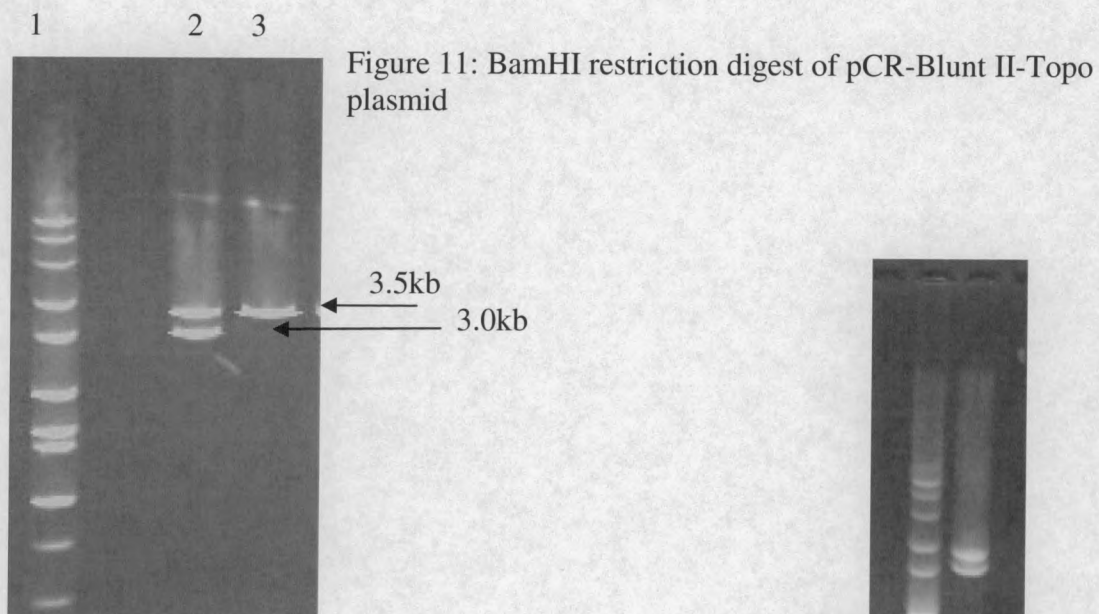 1 2 3
Figure 11: BamHI restriction digest of pCR-Blunt II-Topo
plasmid
3.5kb
3.0kb